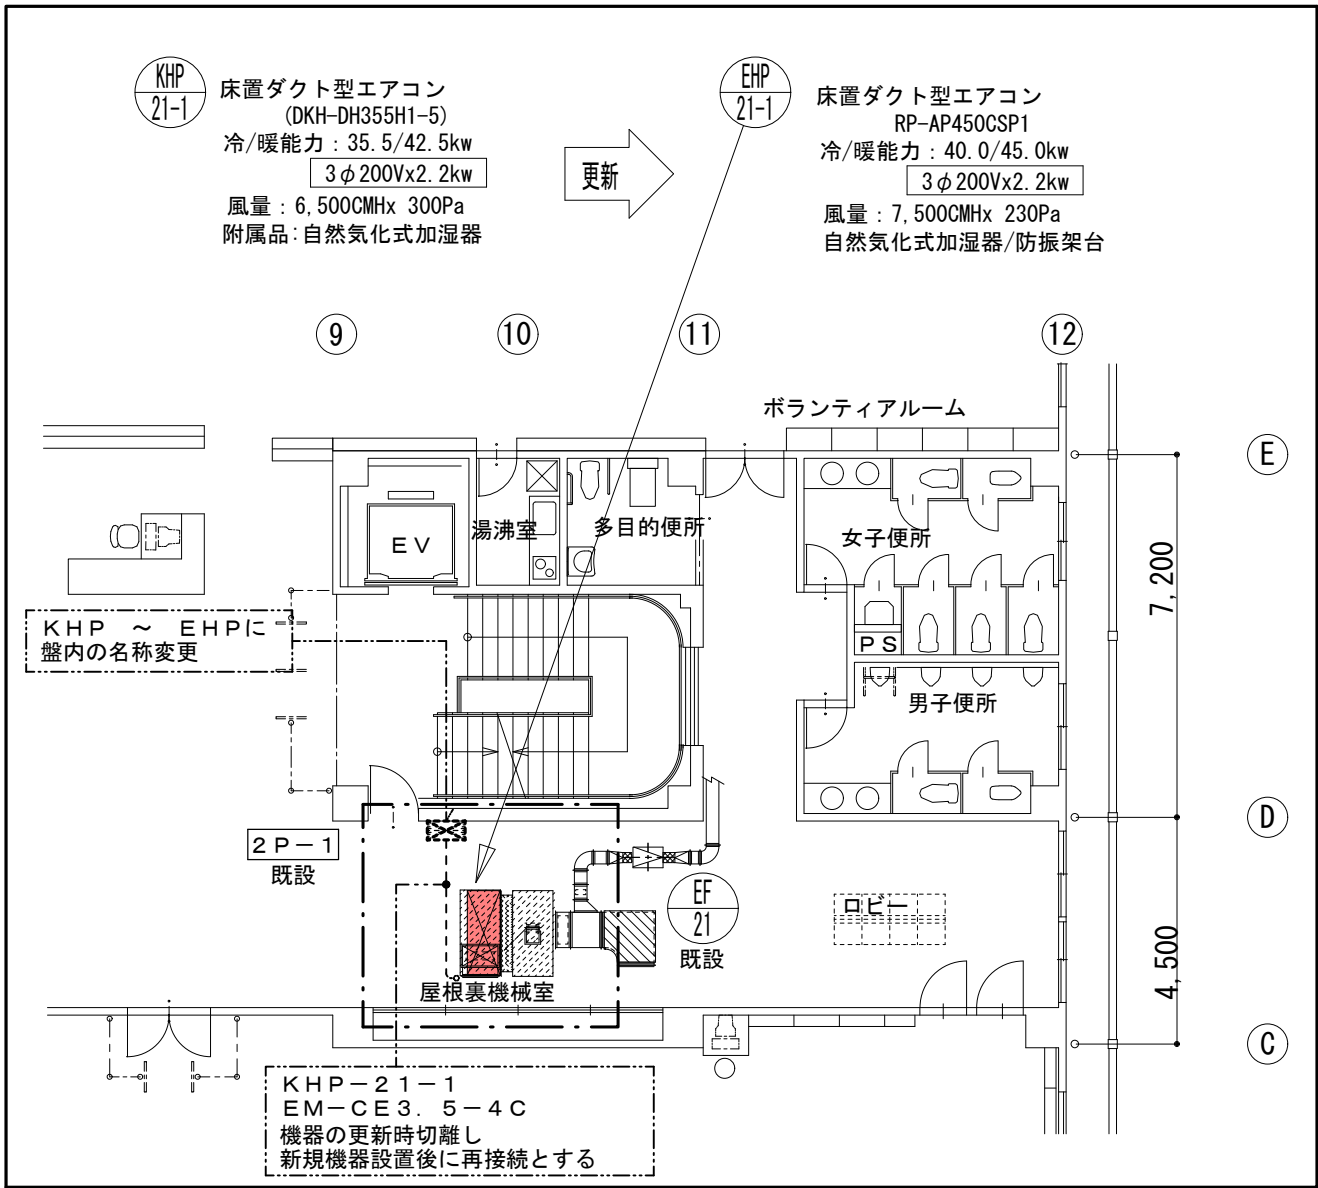 KHP
21-1
床置ダクト型エアコン
(DKH-DH355H1-5)
冷/暖能力：35.5/42.5kw
3φ200Vx2.2kw
風量：6,500CMHx 300Pa
附属品:自然気化式加湿器
更新
EHP
21-1
床置ダクト型エアコン
RP-AP450CSP1
冷/暖能力：40.0/45.0kw
3φ200Vx2.2kw
風量：7,500CMHx 230Pa
自然気化式加湿器/防振架台
9
10
11
12
ボランティアルーム
E
EV
湯沸室
多目的便所
女子便所
7,200
KHP ～ EHPに
盤内の名称変更
PS
男子便所
D
2P-1
既設
EF
21
既設
ロビー
4,500
屋根裏機械室
C
KHP-21-1
EM-CE3.5-4C
機器の更新時切離し
新規機器設置後に再接続とする